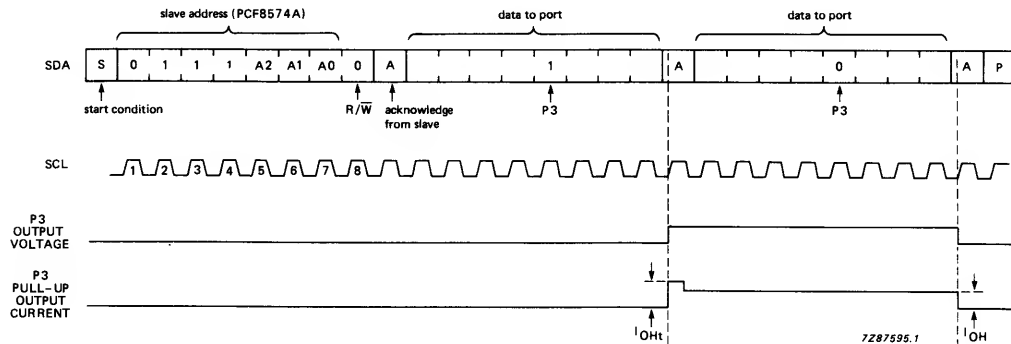 slave address (PCF8574A) data to port data to port
SDA S 0 1 1 1 A2 A1 A0 0 A 1 A 0 A P
start condition R/W acknowledge from slave P3 P3
SCL 1 2 3 4 5 6 7 8
P3
OUTPUT
VOLTAGE
P3
PULL-UP
OUTPUT
CURRENT
IOHt
IOH
7Z87595.1